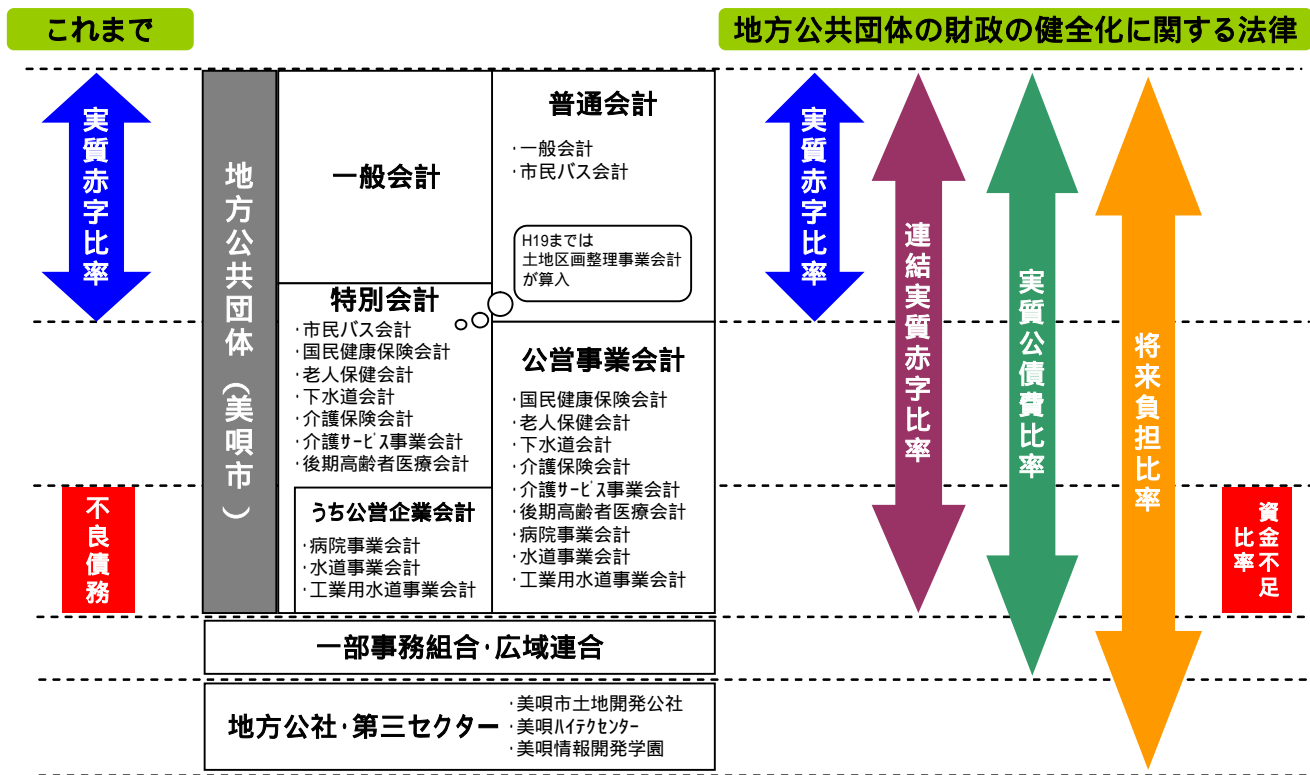 これまで
地方公共団体の財政の健全化に関する法律
実質赤字比率
不良債務
地方公共団体（美唄市）
一般会計
特別会計
・市民バス会計
・国民健康保険会計
・老人保健会計
・下水道会計
・介護保険会計
・介護ｻｰﾋﾞｽ事業会計
・後期高齢者医療会計
うち公営企業会計
・病院事業会計
・水道事業会計
・工業用水道事業会計
普通会計
・一般会計
・市民バス会計
H19までは
土地区画整理事業会計
が算入
公営事業会計
・国民健康保険会計
・老人保健会計
・下水道会計
・介護保険会計
・介護ｻｰﾋﾞｽ事業会計
・後期高齢者医療会計
・病院事業会計
・水道事業会計
・工業用水道事業会計
一部事務組合・広域連合
地方公社・第三セクター
・美唄市土地開発公社
・美唄ﾊｲﾃｸｾﾝﾀｰ
・美唄情報開発学園
実質赤字比率
連結実質赤字比率
実質公債費比率
将来負担比率
資金不足
比率